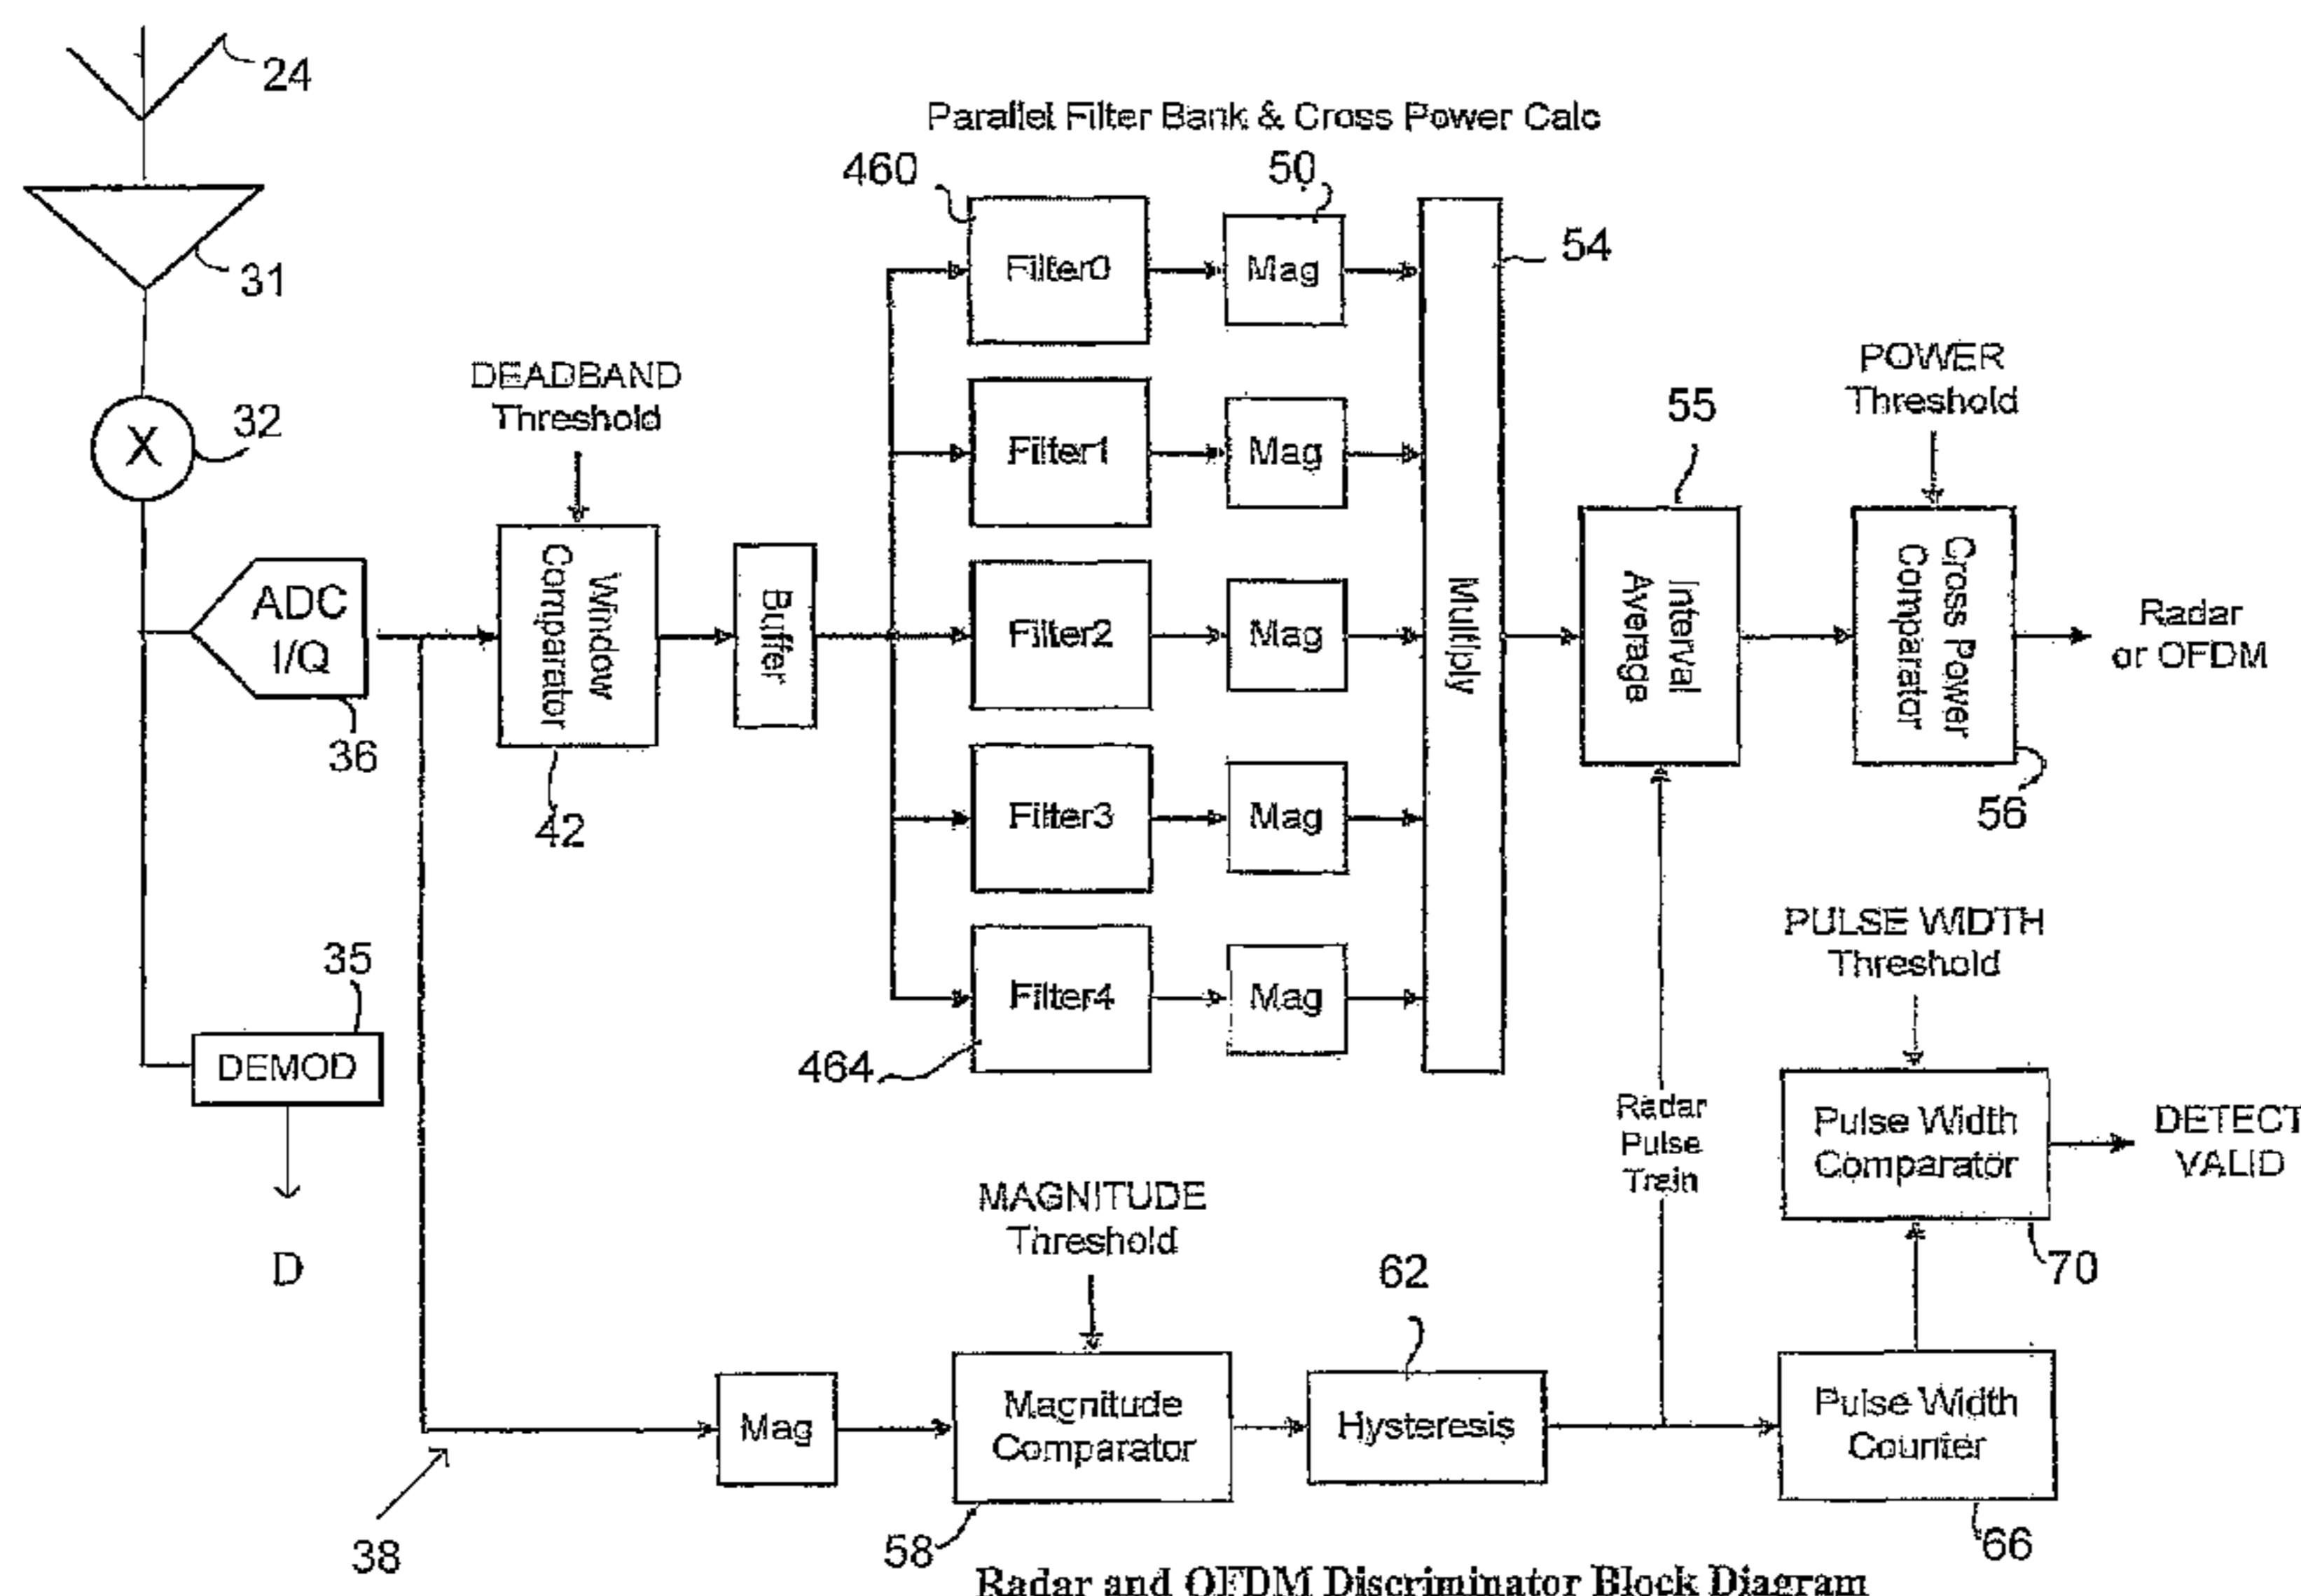 24
Parallel Filter Bank & Cross Power Calc
460
50
31
Filter0
Mag
54
DEADBAND
Threshold
POWER
Threshold
55
32
X
Filter1
Mag
ADC
I/Q
36
Window
Comparator
42
Buffer
Filter2
Mag
Multiply
Interval
Average
Cross Power
Comparator
56
Radar
or OFDM
Filter3
Mag
PULSE WIDTH
Threshold
35
DEMOD
D
Filter4
Mag
464
Radar
Pulse
Train
Pulse Width
Comparator
70
DETECT
VALID
MAGNITUDE
Threshold
62
Mag
Magnitude
Comparator
58
Hysteresis
Pulse Width
Counter
66
38
Radar and OFDM Discriminator Block Diagram